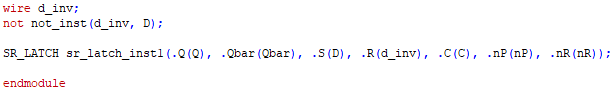 wire d_inv;
not not_inst(d_inv, D);
SR_LATCH sr_latch_inst1(.Q(Q), .Qbar(Qbar), .S(D), .R(d_inv), .C(C), .nP(nP), .nR(nR));
endmodule